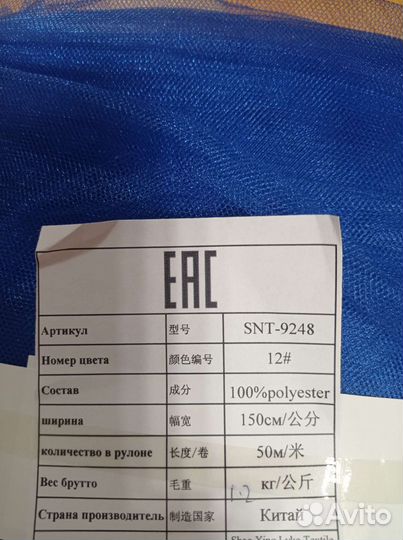 EAC
Артикул 型号 SNT-9248
Номер цвета 颜色编号 12#
Состав 成分 100%polyester
ширина 幅宽 150см/公分
количество в рулоне 长度/卷 50м/米
Вес брутто 毛重 1.2 кг/公斤
Страна производитель 制造国家 Китай
Avito